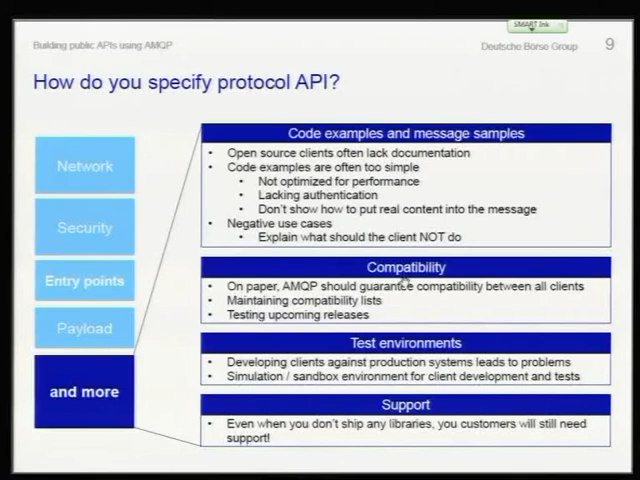 SMART Ink
Building public APIs using AMQP
Deutsche Börse Group
9
How do you specify protocol API?
Network
Security
Entry points
Payload
and more
Code examples and message samples
• Open source clients often lack documentation
• Code examples are often too simple
• Not optimized for performance
• Lacking authentication
• Don't show how to put real content into the message
• Negative use cases
• Explain what should the client NOT do
Compatibility
• On paper, AMQP should guarantee compatibility between all clients
• Maintaining compatibility lists
• Testing upcoming releases
Test environments
• Developing clients against production systems leads to problems
• Simulation / sandbox environment for client development and tests
Support
• Even when you don't ship any libraries, you customers will still need
support!